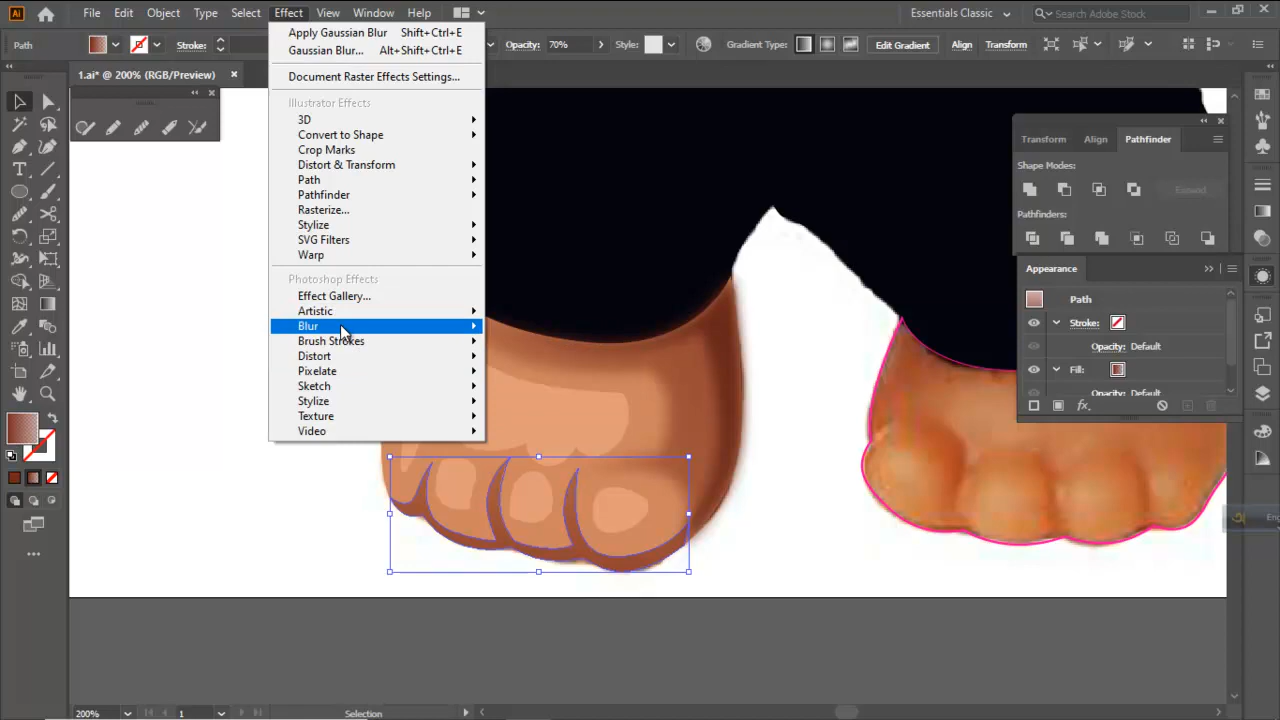 Ai File Edit Object Type Select Effect View Window Help Essentials Classic Search Adobe Stock
Path Stroke: Opacity: 70% Style: Gradient Type: Edit Gradient Align Transform
1.ai* @ 200% (RGB/Preview)
Apply Gaussian Blur Shift+Ctrl+E
Gaussian Blur... Alt+Shift+Ctrl+E
Document Raster Effects Settings...
Illustrator Effects
3D
Convert to Shape
Crop Marks
Distort & Transform
Path
Pathfinder
Rasterize...
Stylize
SVG Filters
Warp
Photoshop Effects
Effect Gallery...
Artistic
Blur
Brush Strokes
Distort
Pixelate
Sketch
Stylize
Texture
Video
Transform Align Pathfinder
Shape Modes:
Expand
Pathfinders:
Appearance
Path
Stroke:
Opacity: Default
Fill:
Default
fx
200% 1 Selection